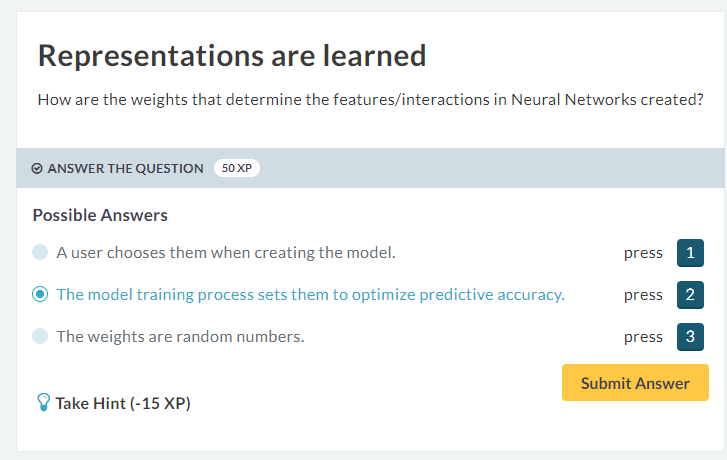 Representations are learned
How are the weights that determine the features/interactions in Neural Networks created?
ANSWER THE QUESTION 50 XP
Possible Answers
A user chooses them when creating the model. press 1
The model training process sets them to optimize predictive accuracy. press 2
The weights are random numbers. press 3
Submit Answer
Take Hint (-15 XP)